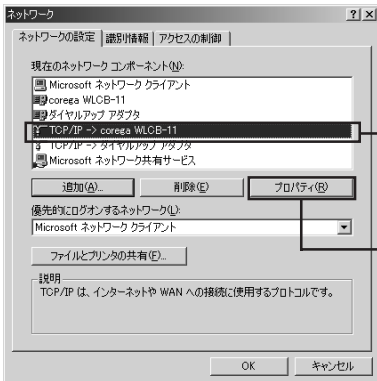 ネットワーク
ネットワークの設定 識別情報 アクセスの制御
現在のネットワーク コンポーネント(N):
Microsoft ネットワーク クライアント
corega WLCB-11
ダイヤルアップ アダプタ
TCP/IP -> corega WLCB-11
TCP/IP -> ダイヤルアップ アダプタ
Microsoft ネットワーク共有サービス
追加(A)... 削除(E) プロパティ(R)
優先的にログオンするネットワーク(L):
Microsoft ネットワーク クライアント
ファイルとプリンタの共有(F)...
説明
TCP/IP は、インターネットや WAN への接続に使用するプロトコルです。
OK キャンセル